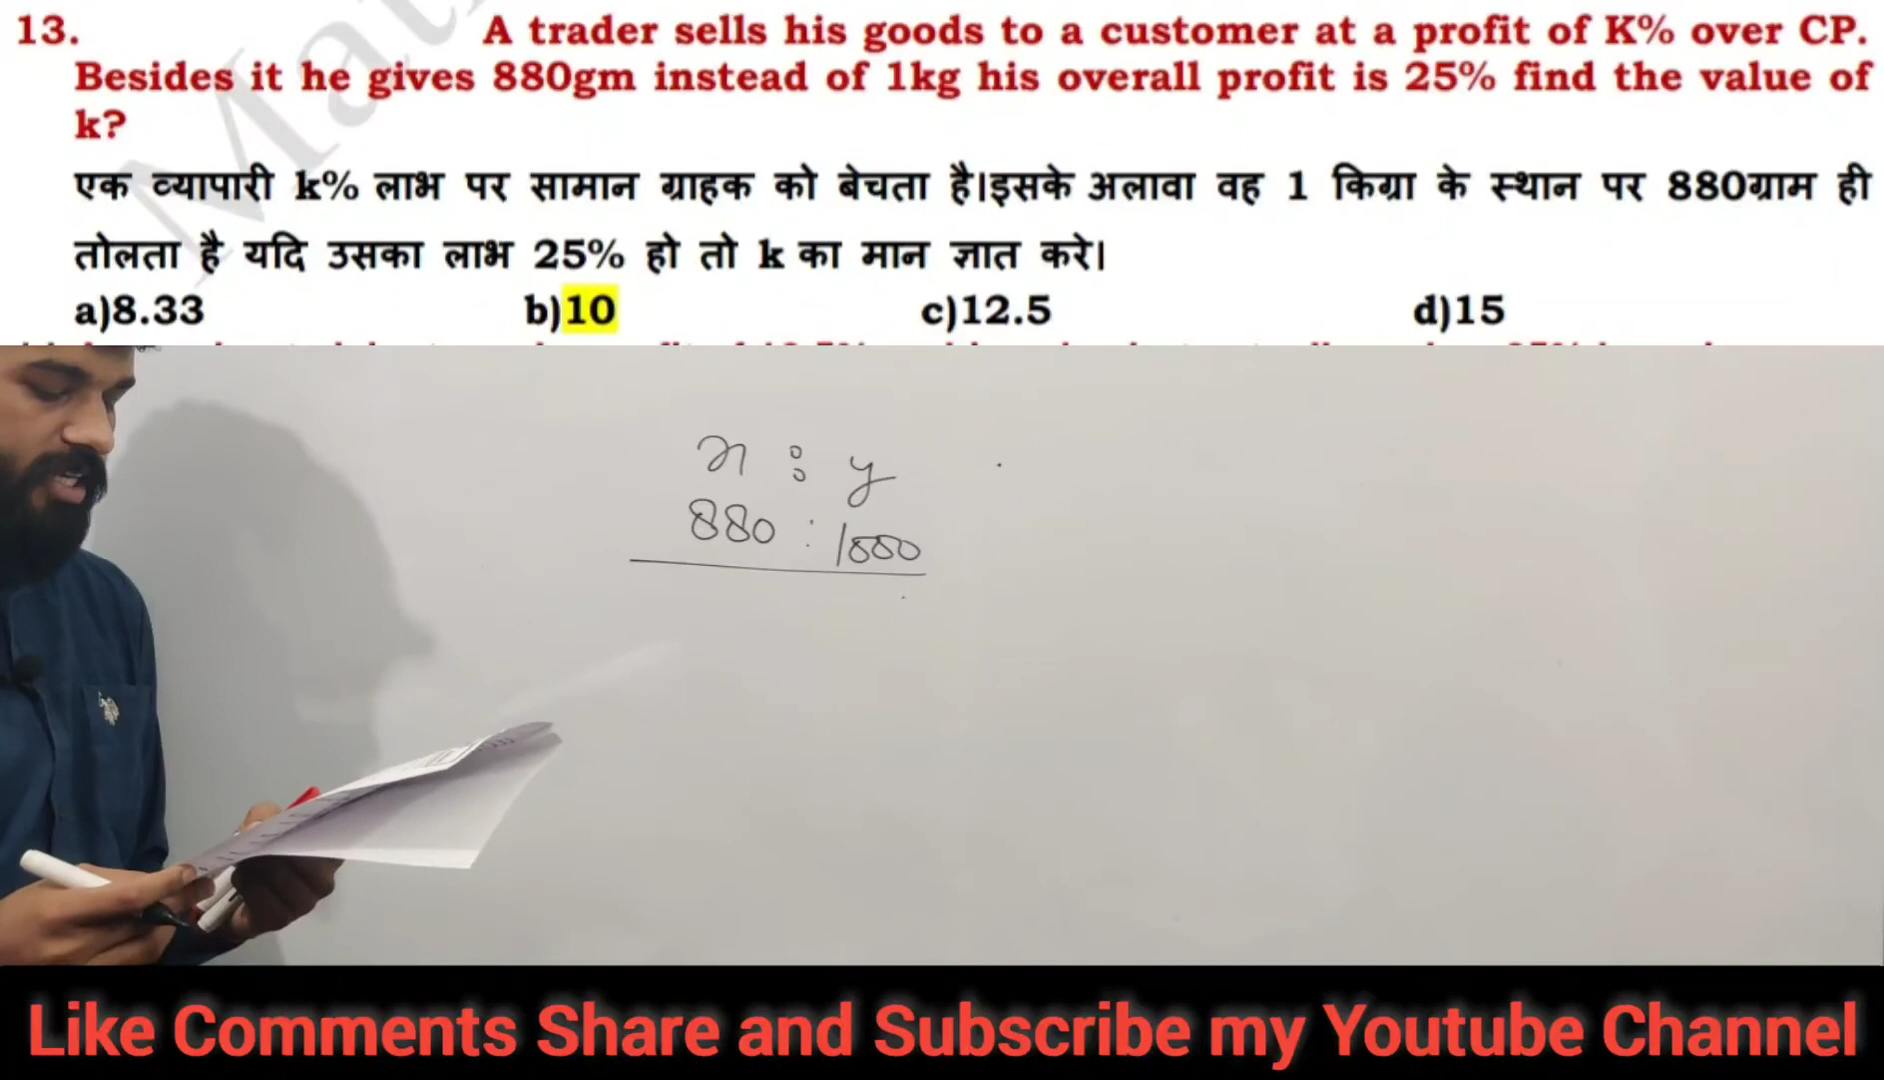 13. A trader sells his goods to a customer at a profit of K% over CP.
Besides it he gives 880gm instead of 1kg his overall profit is 25% find the value of
k?
एक व्यापारी k% लाभ पर सामान ग्राहक को बेचता है।इसके अलावा वह 1 किग्रा के स्थान पर 880ग्राम ही
तोलता है यदि उसका लाभ 25% हो तो k का मान ज्ञात करे।
a)8.33 b)10 c)12.5 d)15
x : y
880 : 1000
Like Comments Share and Subscribe my Youtube Channel